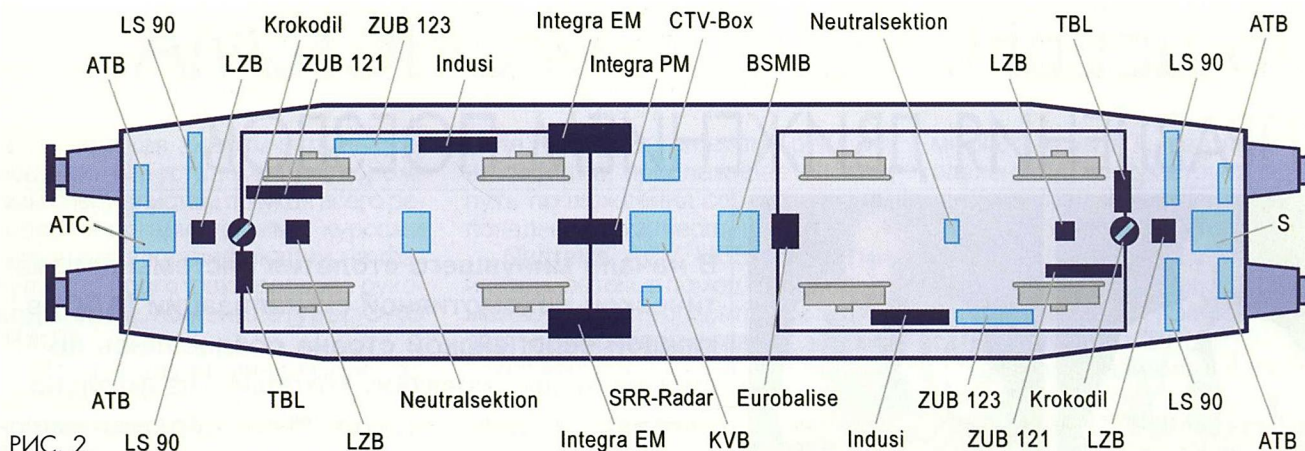 LS 90 Krokodil ZUB 123 Integra EM CTV-Box Neutralsektion TBL ATB
ATB LZB ZUB 121 Indusi Integra PM BSMIB LZB LS 90
ATC S
ATB TBL Neutralsektion SRR-Radar Eurobalise ZUB 123 Krokodil LS 90
РИС. 2 LS 90 LZB Integra EM KVB Indusi ZUB 121 LZB ATB